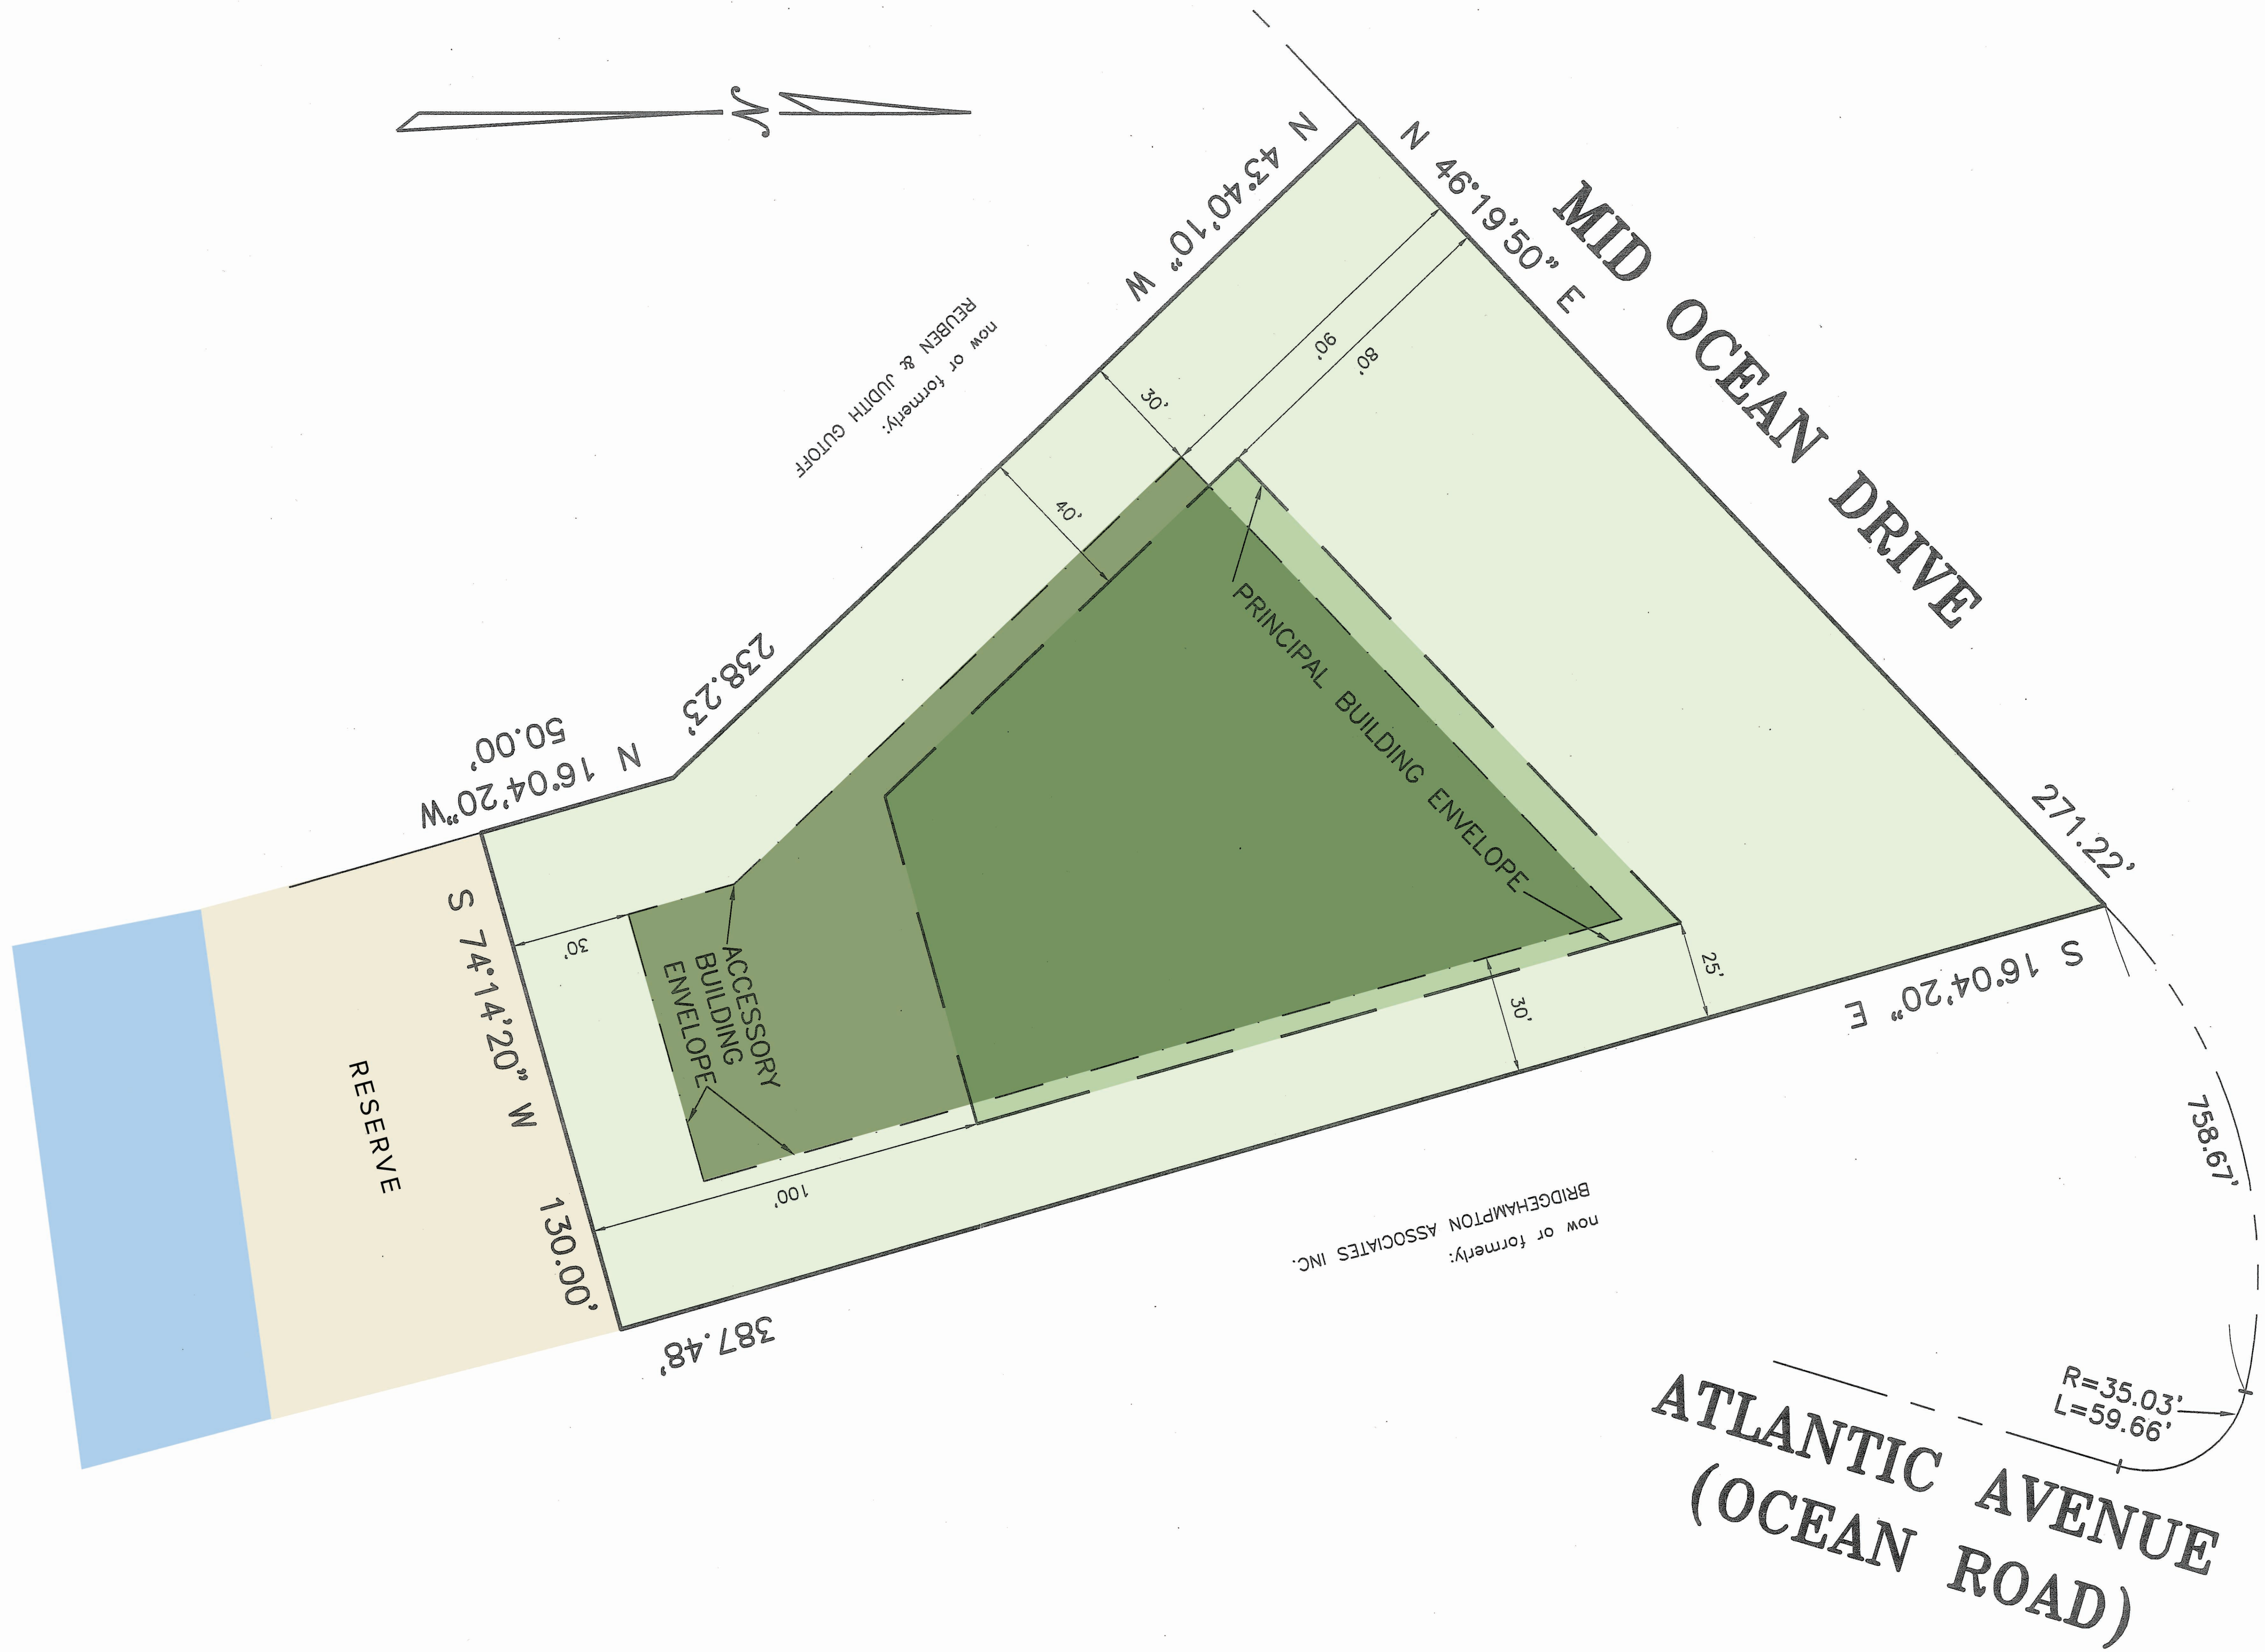 N
N 43°40'10" W
238.23'
N 46°19'50" E
271.22'
MID OCEAN DRIVE
now or formerly:
REUBEN & JUDITH GUTOFF
90'
80'
30'
40'
PRINCIPAL BUILDING ENVELOPE
N 16°04'20"W
50.00'
S 74°14'20" W
130.00'
RESERVE
30'
ACCESSORY
BUILDING
ENVELOPE
100'
25'
30'
S 16°04'20" E
387.48'
now or formerly:
BRIDGEHAMPTON ASSOCIATES INC.
758.67'
R=35.03'
L=59.66'
ATLANTIC AVENUE
(OCEAN ROAD)